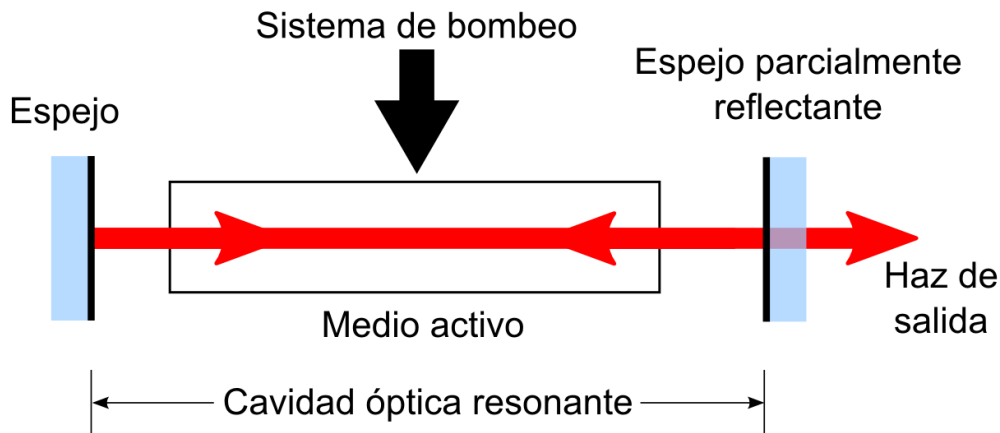 Sistema de bombeo
Espejo parcialmente
reflectante
Espejo
Haz de
salida
Medio activo
Cavidad óptica resonante